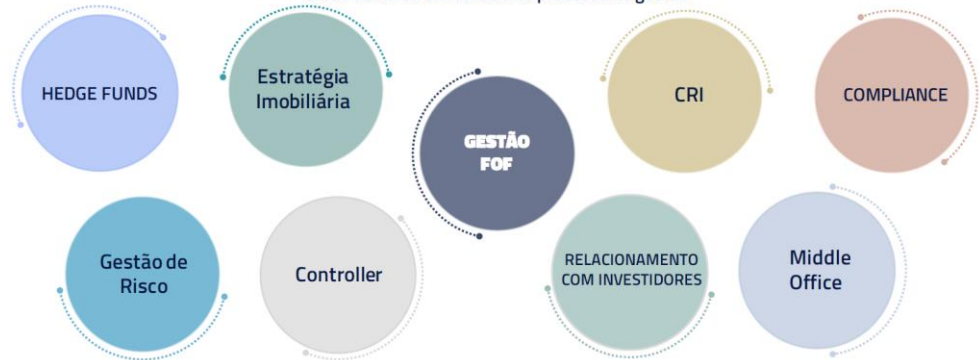 HEDGE FUNDS
Estratégia
Imobiliária
GESTÃO
FOF
CRI
COMPLIANCE
Gestão de
Risco
Controller
RELACIONAMENTO
COM INVESTIDORES
Middle
Office